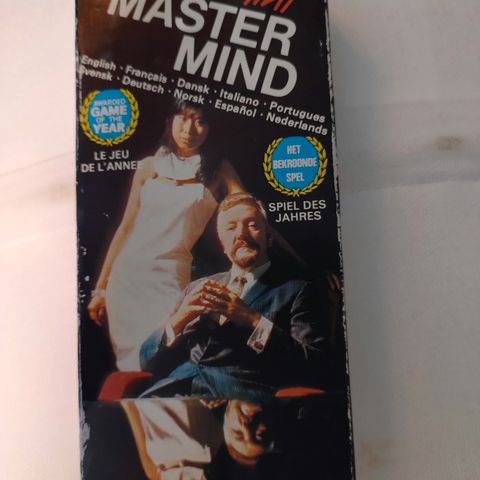 MASTER
MIND
English · Français · Dansk · Italiano · Portugues
Svensk · Deutsch · Norsk · Español · Nederlands
AWARDED
GAME
OF THE
YEAR
LE JEU
DE L'ANNEE
HET
BEKROONDE
SPEL
SPIEL DES
JAHRES